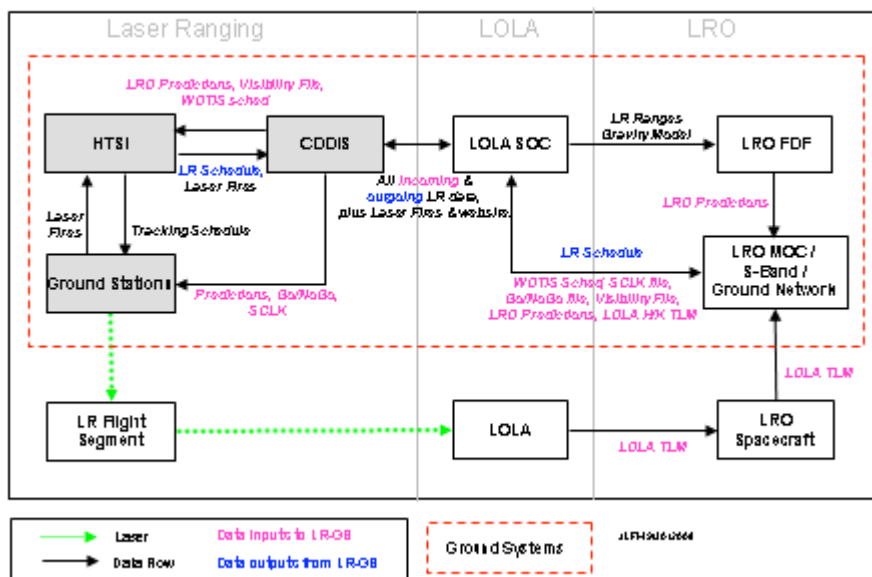 Laser Ranging
LOLA
LRO
LRO Predictions, Visibility File,
WOTIS sched
HTSI
CDDIS
LOLA SOC
LR Ranges
Gravity Model
LRO FDF
LR Schedule,
Laser Fires
All incoming &
outgoing LR data,
plus Laser Fires & website.
Laser
Fires
Tracking Schedule
LRO Predictions
LR Schedule
LRO MOC /
S-Band /
Ground Network
Ground Stations
Predictions, Go/NoGo,
SCLK
WOTIS Sched, SCLK file,
Go/NoGo file, Visibility File,
LRO Predictions, LOLA HK TLM
LOLA TLM
LR Flight
Segment
LOLA
LOLA TLM
LRO
Spacecraft
Laser
Data Inputs to LR-GS
Data Flow
Data outputs from LR-GS
Ground Systems